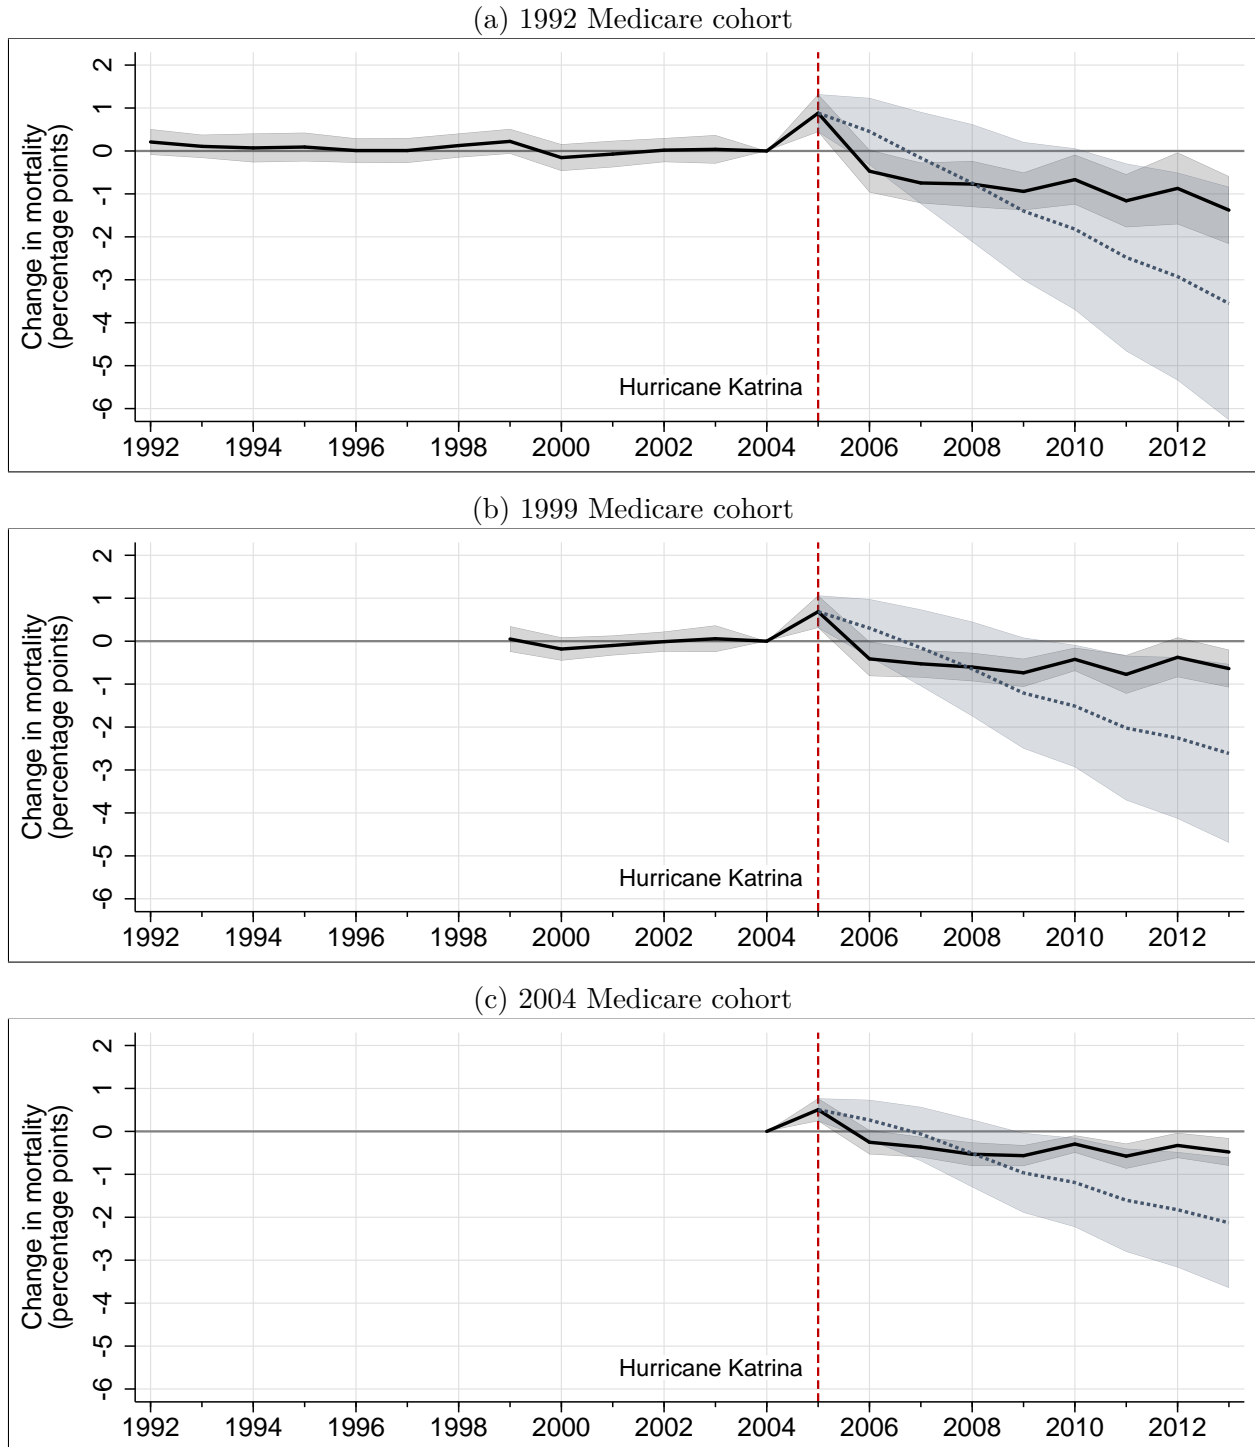 (a) 1992 Medicare cohort
Change in mortality
(percentage points)
2
1
0
-1
-2
-3
-4
-5
-6
Hurricane Katrina
1992 1994 1996 1998 2000 2002 2004 2006 2008 2010 2012
(b) 1999 Medicare cohort
Change in mortality
(percentage points)
2
1
0
-1
-2
-3
-4
-5
-6
Hurricane Katrina
1992 1994 1996 1998 2000 2002 2004 2006 2008 2010 2012
(c) 2004 Medicare cohort
Change in mortality
(percentage points)
2
1
0
-1
-2
-3
-4
-5
-6
Hurricane Katrina
1992 1994 1996 1998 2000 2002 2004 2006 2008 2010 2012